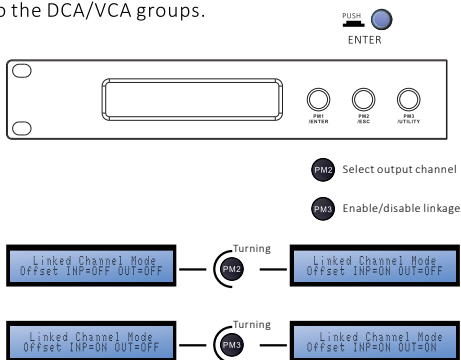 o the DCA/VCA groups.
PUSH
ENTER
PM1 /ENTER
PM2 /ESC
PM3 /UTILITY
PM2 Select output channel
PM3 Enable/disable linkage
Turning
Linked Channel Mode
Offset INP=OFF OUT=OFF
PM2
Linked Channel Mode
Offset INP=ON OUT=OFF
Turning
Linked Channel Mode
Offset INP=ON OUT=OFF
PM3
Linked Channel Mode
Offset INP=ON OUT=ON